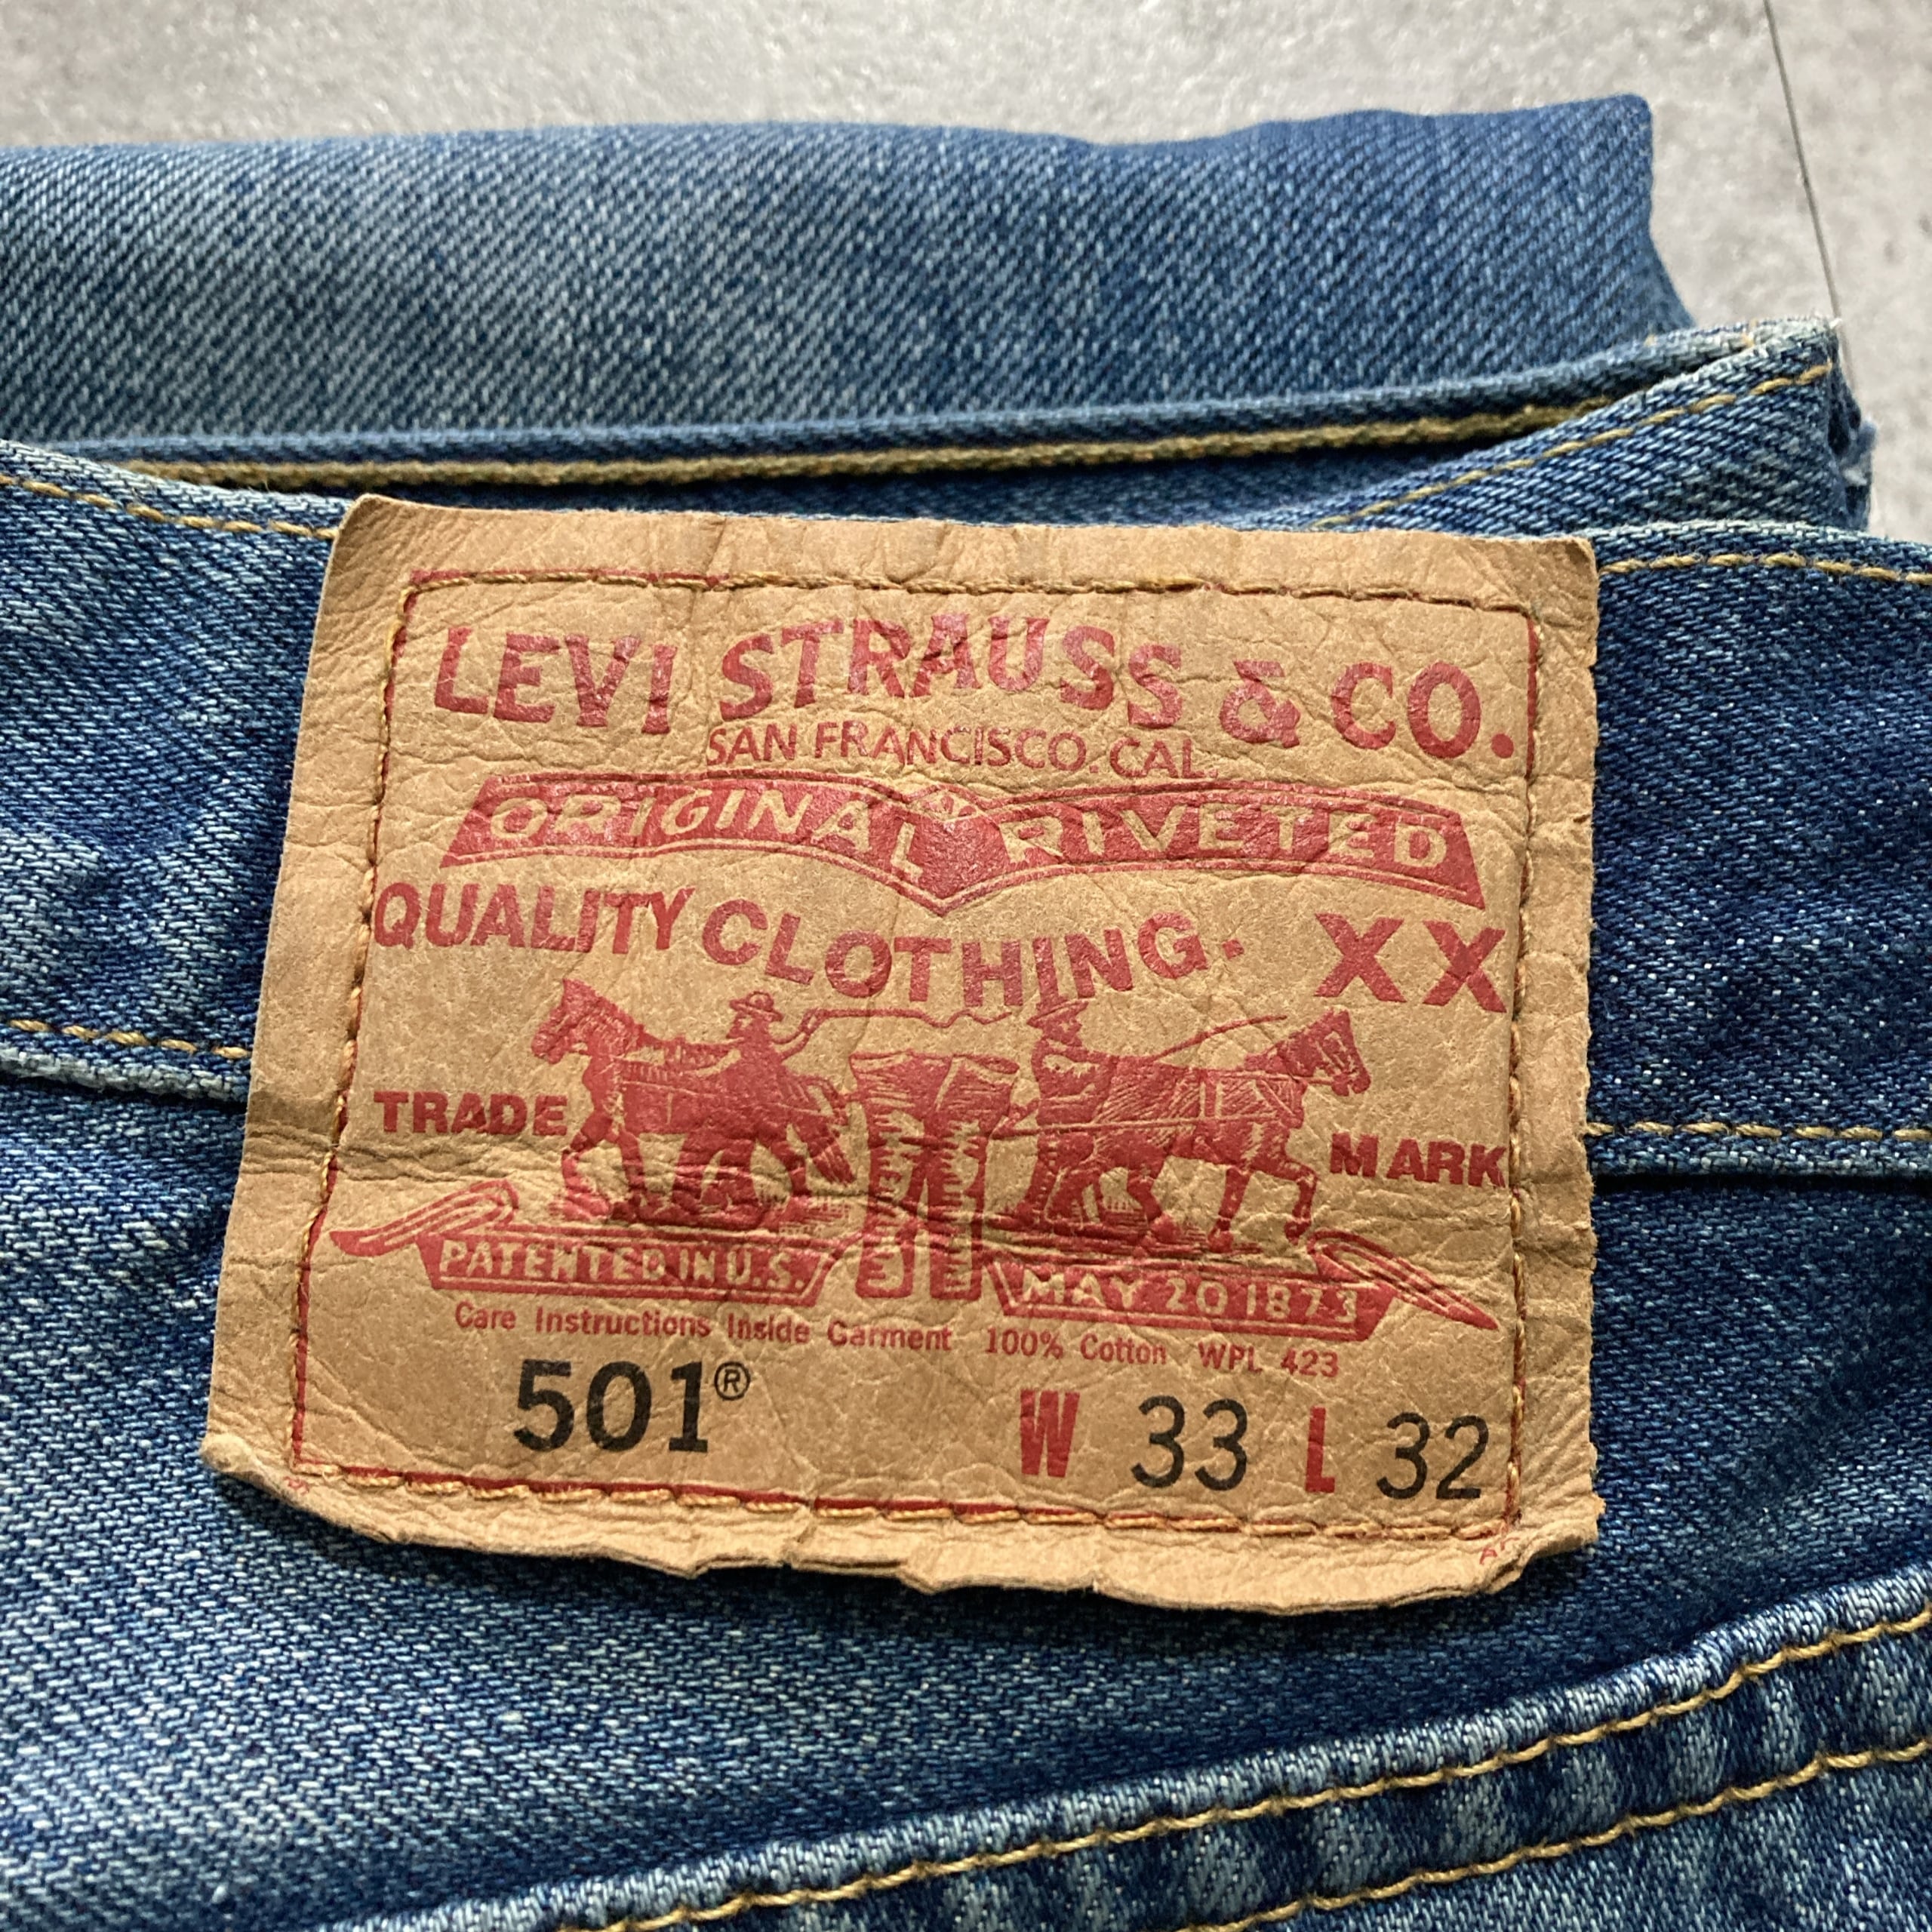 LEVI STRAUSS & CO.
SAN FRANCISCO. CAL.
ORIGINAL RIVETED
QUALITY CLOTHING. XX
TRADE MARK
PATENTED IN U.S. MAY 20 1873
Care Instructions Inside Garment 100% Cotton WPL 423
501® W 33 L 32